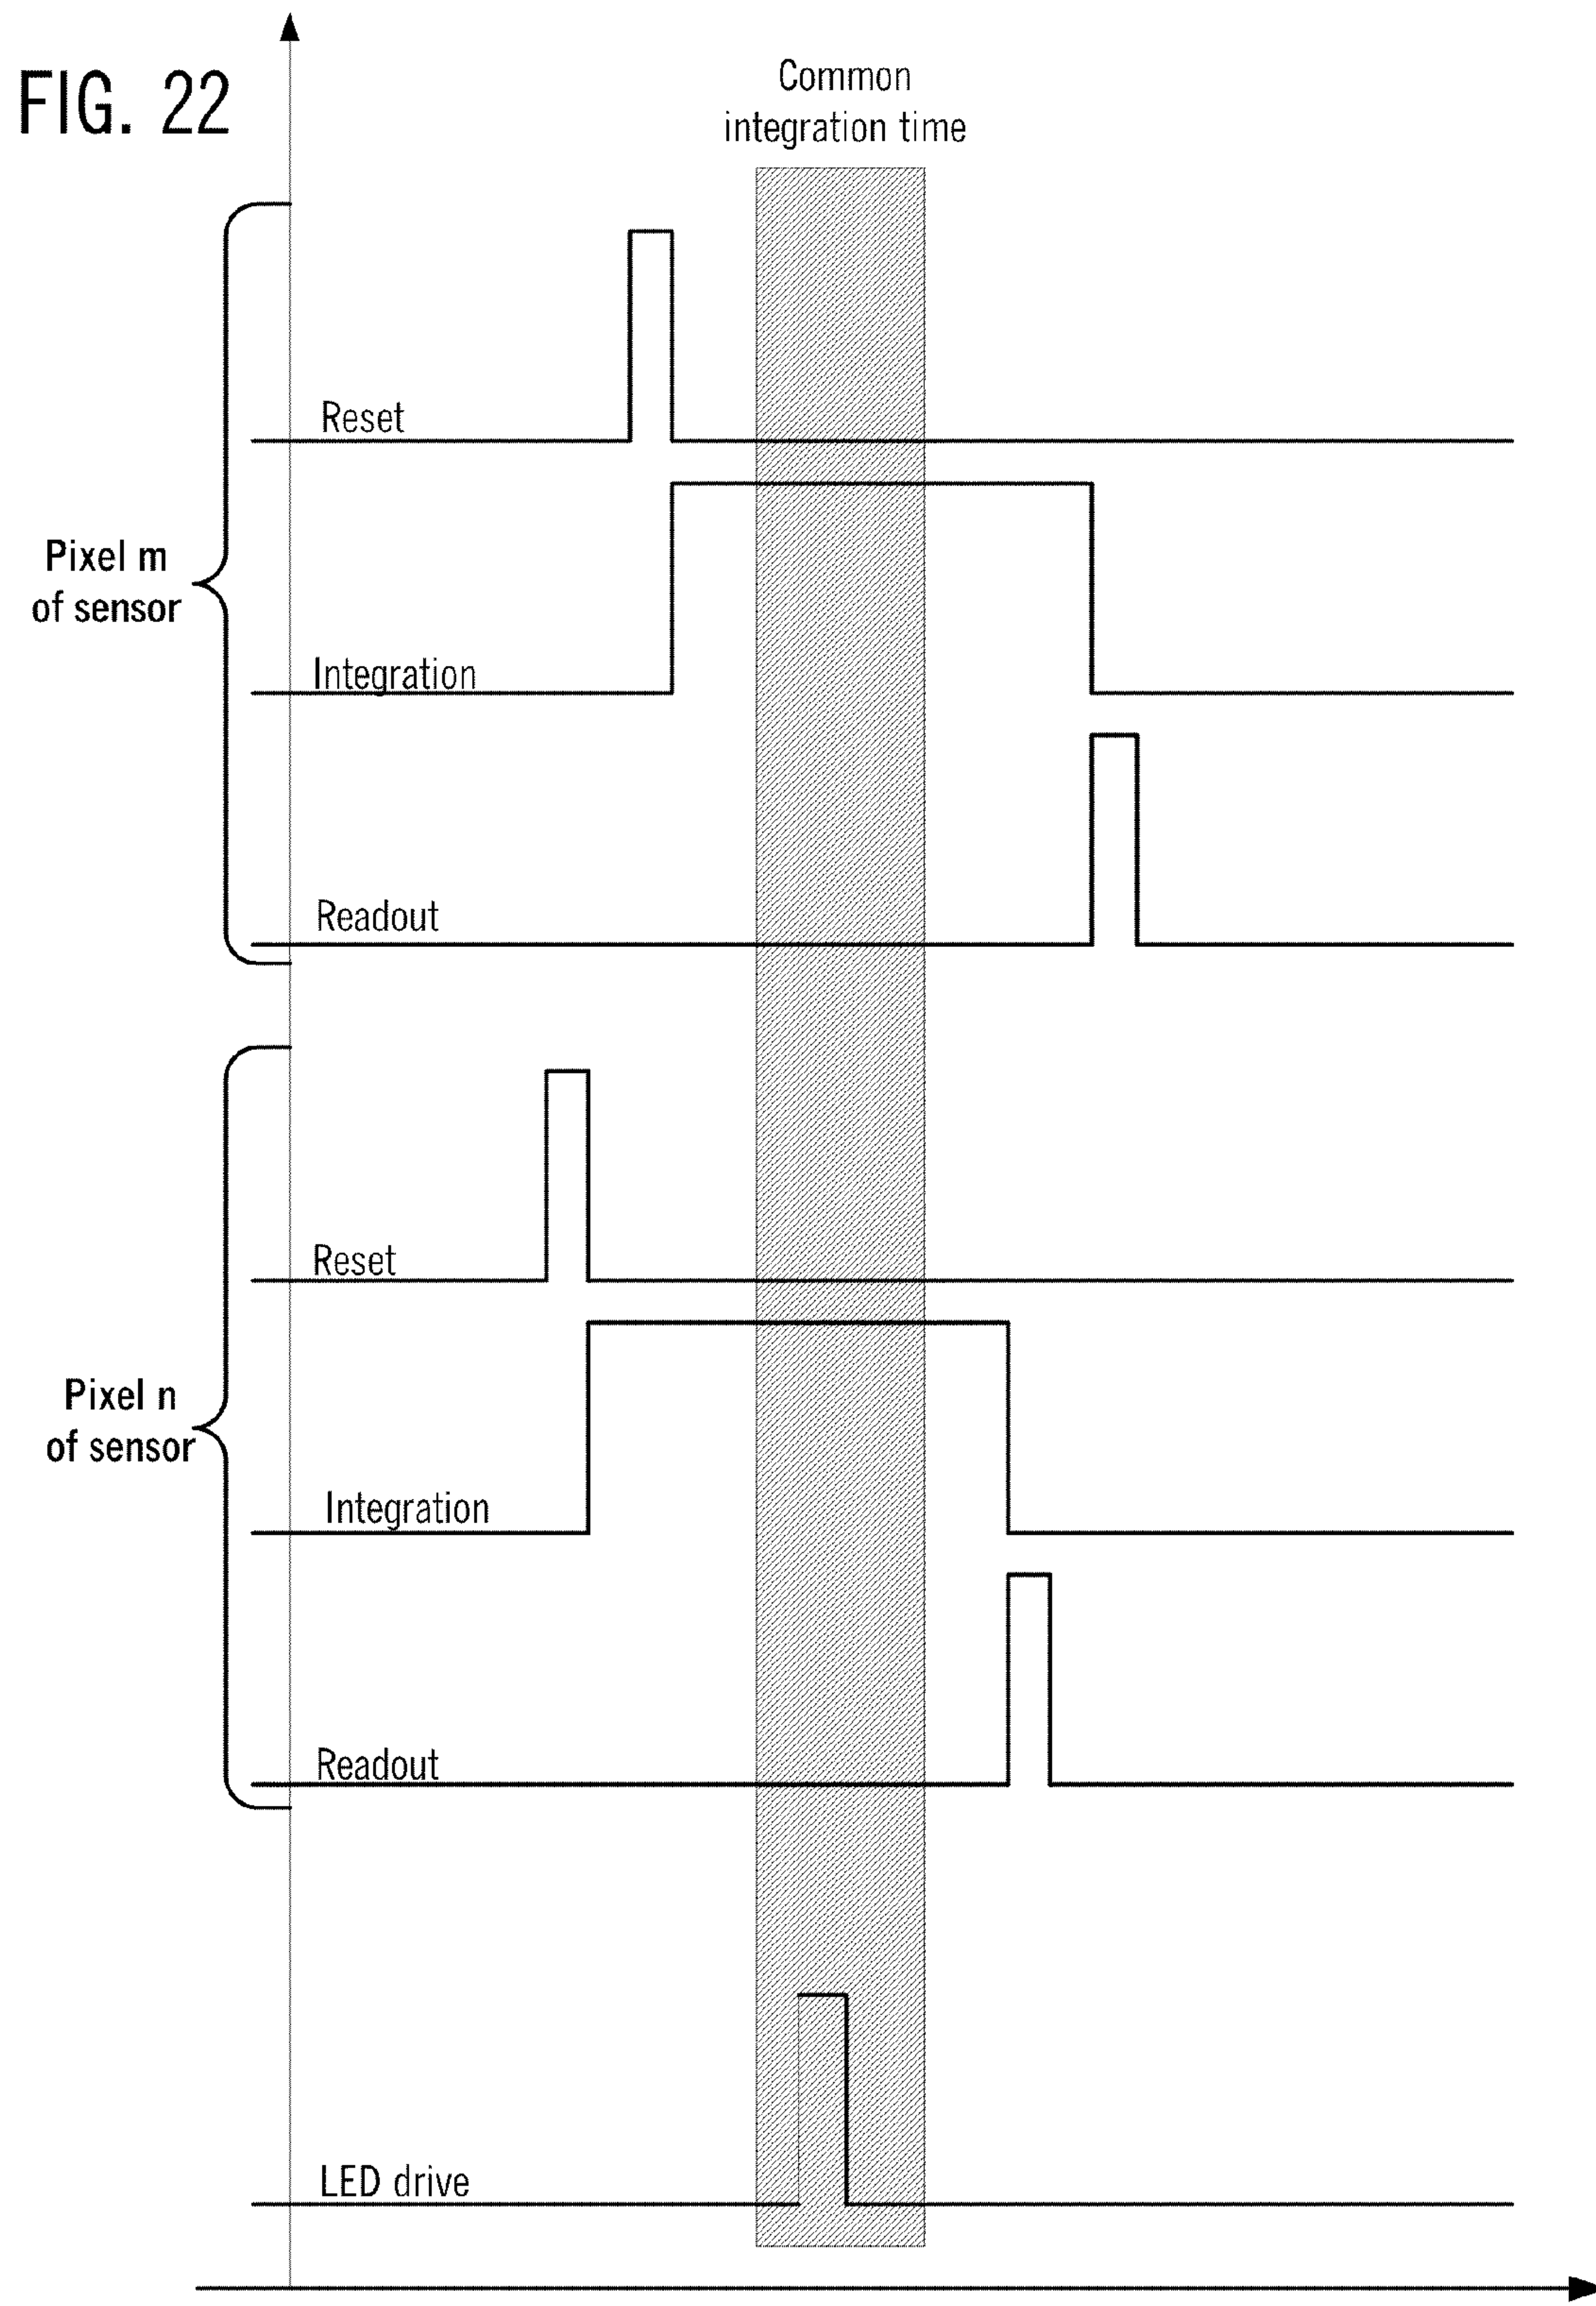 FIG. 22
Common
integration time
Reset
Pixel m
of sensor
Integration
Readout
Reset
Pixel n
of sensor
Integration
Readout
LED drive